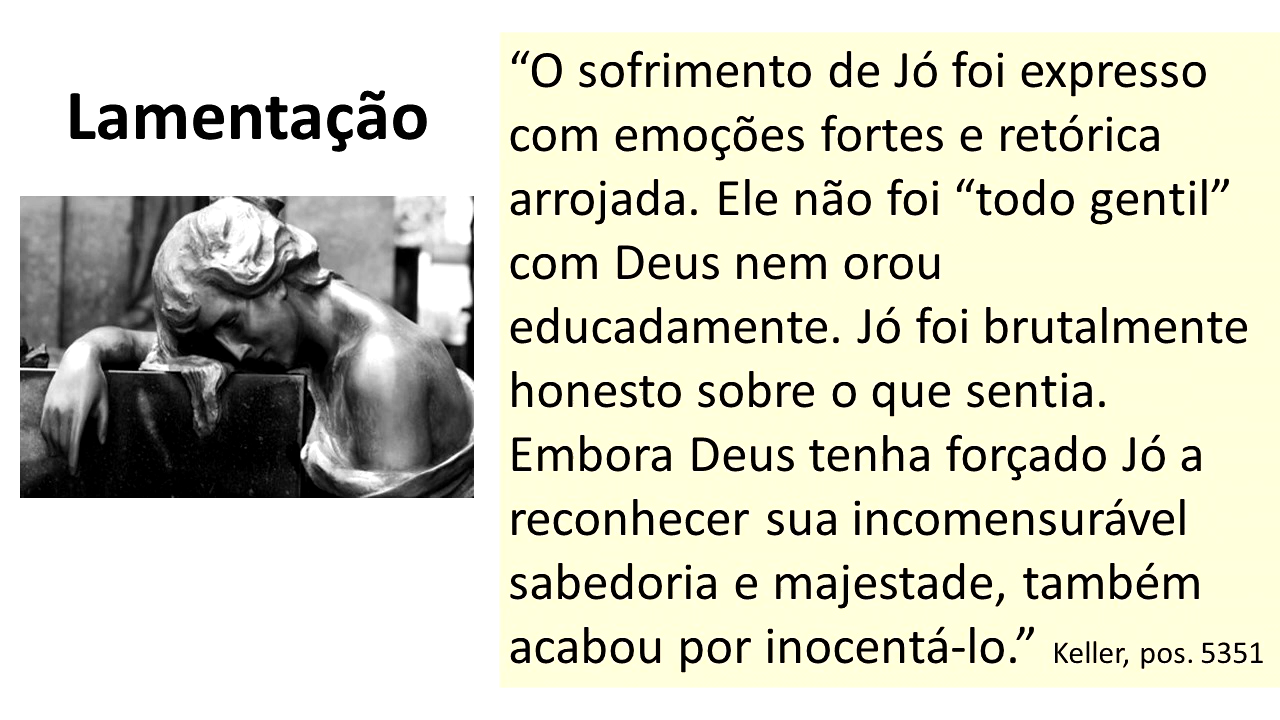 Lamentação
“O sofrimento de Jó foi expresso
com emoções fortes e retórica
arrojada. Ele não foi “todo gentil”
com Deus nem orou
educadamente. Jó foi brutalmente
honesto sobre o que sentia.
Embora Deus tenha forçado Jó a
reconhecer sua incomensurável
sabedoria e majestade, também
acabou por inocentá-lo.” Keller, pos. 5351